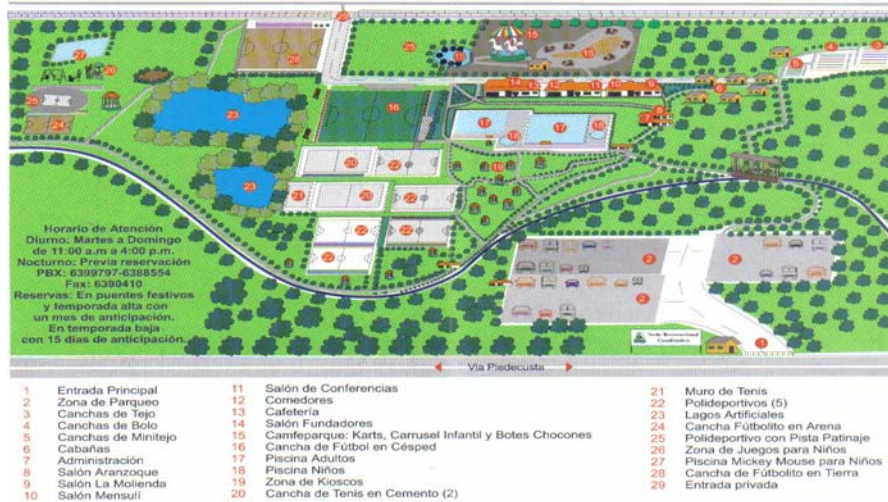 Horario de Atención
Diurno: Martes a Domingo
de 11:00 a.m a 4:00 p.m.
Nocturno: Previa reservación
PBX: 6399797-6388554
Fax: 6390410
Reservas: En puentes festivos
y temporada alta con
un mes de anticipación.
En temporada baja
con 15 días de anticipación.
Sede Recreacional
Vía Piedecusta
1 Entrada Principal
2 Zona de Parqueo
3 Canchas de Tejo
4 Canchas de Bolo
5 Canchas de Minitejo
6 Cabañas
7 Administración
8 Salón Aranzoque
9 Salón La Molienda
10 Salón Mensulí
11 Salón de Conferencias
12 Comedores
13 Cafetería
14 Salón Fundadores
15 Camfeparque: Karts, Carrusel Infantil y Botes Chocones
16 Cancha de Fútbol en Césped
17 Piscina Adultos
18 Piscina Niños
19 Zona de Kioscos
20 Cancha de Tenis en Cemento (2)
21 Muro de Tenis
22 Polideportivos (5)
23 Lagos Artificiales
24 Cancha Fútbolito en Arena
25 Polideportivo con Pista Patinaje
26 Zona de Juegos para Niños
27 Piscina Mickey Mouse para Niños
28 Cancha de Fútbolito en Tierra
29 Entrada privada